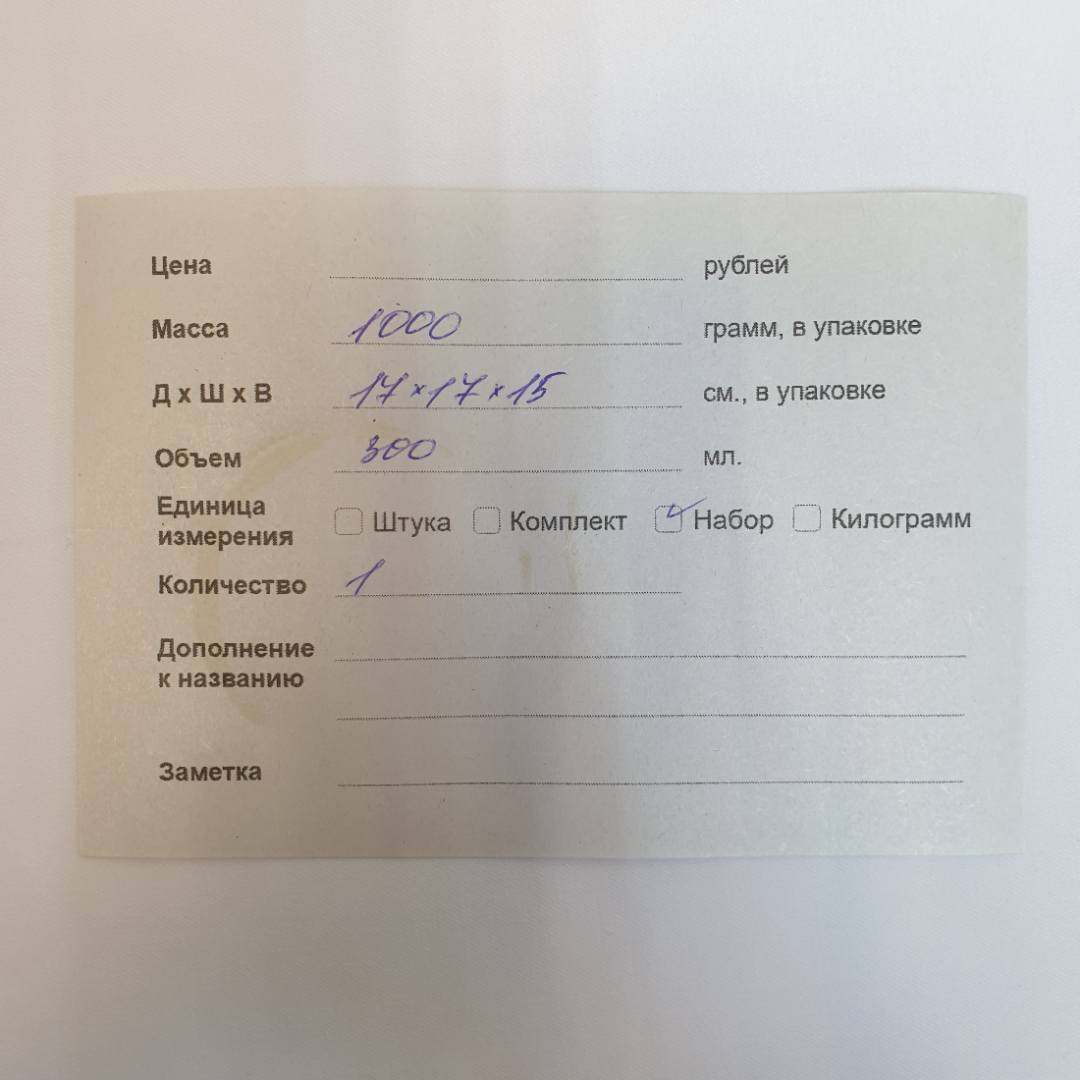 Цена рублей
Масса 1000 грамм, в упаковке
Д х Ш х В 17×17×15 см., в упаковке
Объем 300 мл.
Единица
измерения Штука Комплект Набор Килограмм
Количество 1
Дополнение
к названию
Заметка